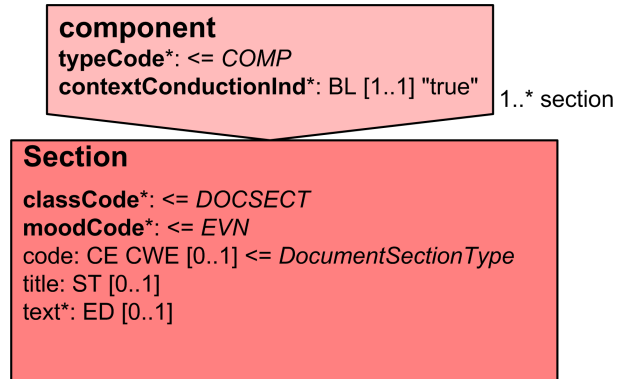 component
typeCode*: <= COMP
contextConductionInd*: BL [1..1] "true"
1..* section
Section
classCode*: <= DOCSECT
moodCode*: <= EVN
code: CE CWE [0..1] <= DocumentSectionType
title: ST [0..1]
text*: ED [0..1]